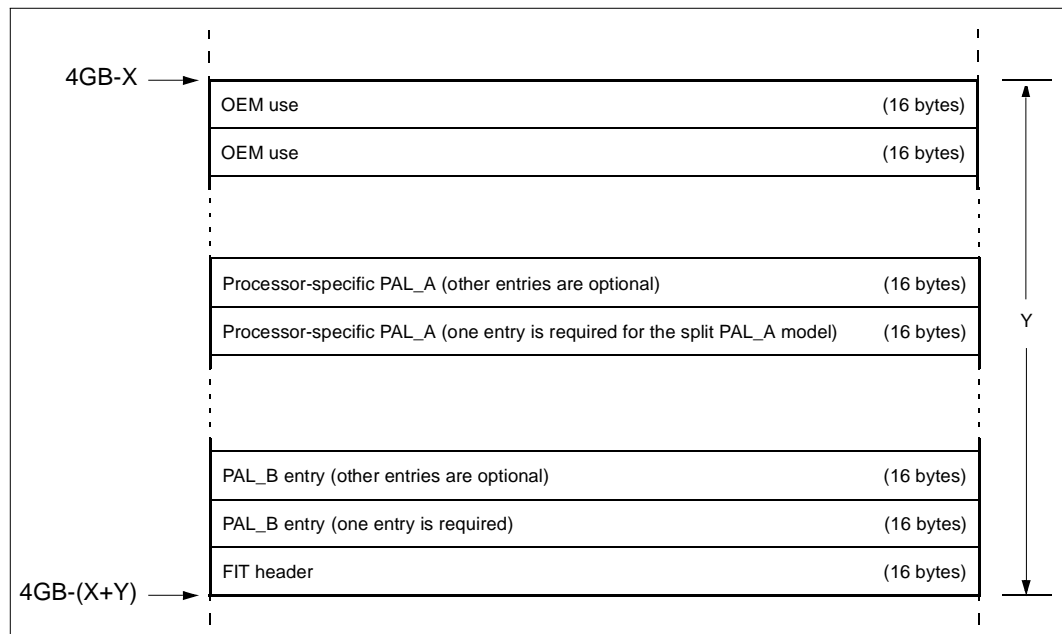 4GB-X
OEM use (16 bytes)
OEM use (16 bytes)
Processor-specific PAL_A (other entries are optional) (16 bytes)
Processor-specific PAL_A (one entry is required for the split PAL_A model) (16 bytes)
Y
PAL_B entry (other entries are optional) (16 bytes)
PAL_B entry (one entry is required) (16 bytes)
FIT header (16 bytes)
4GB-(X+Y)